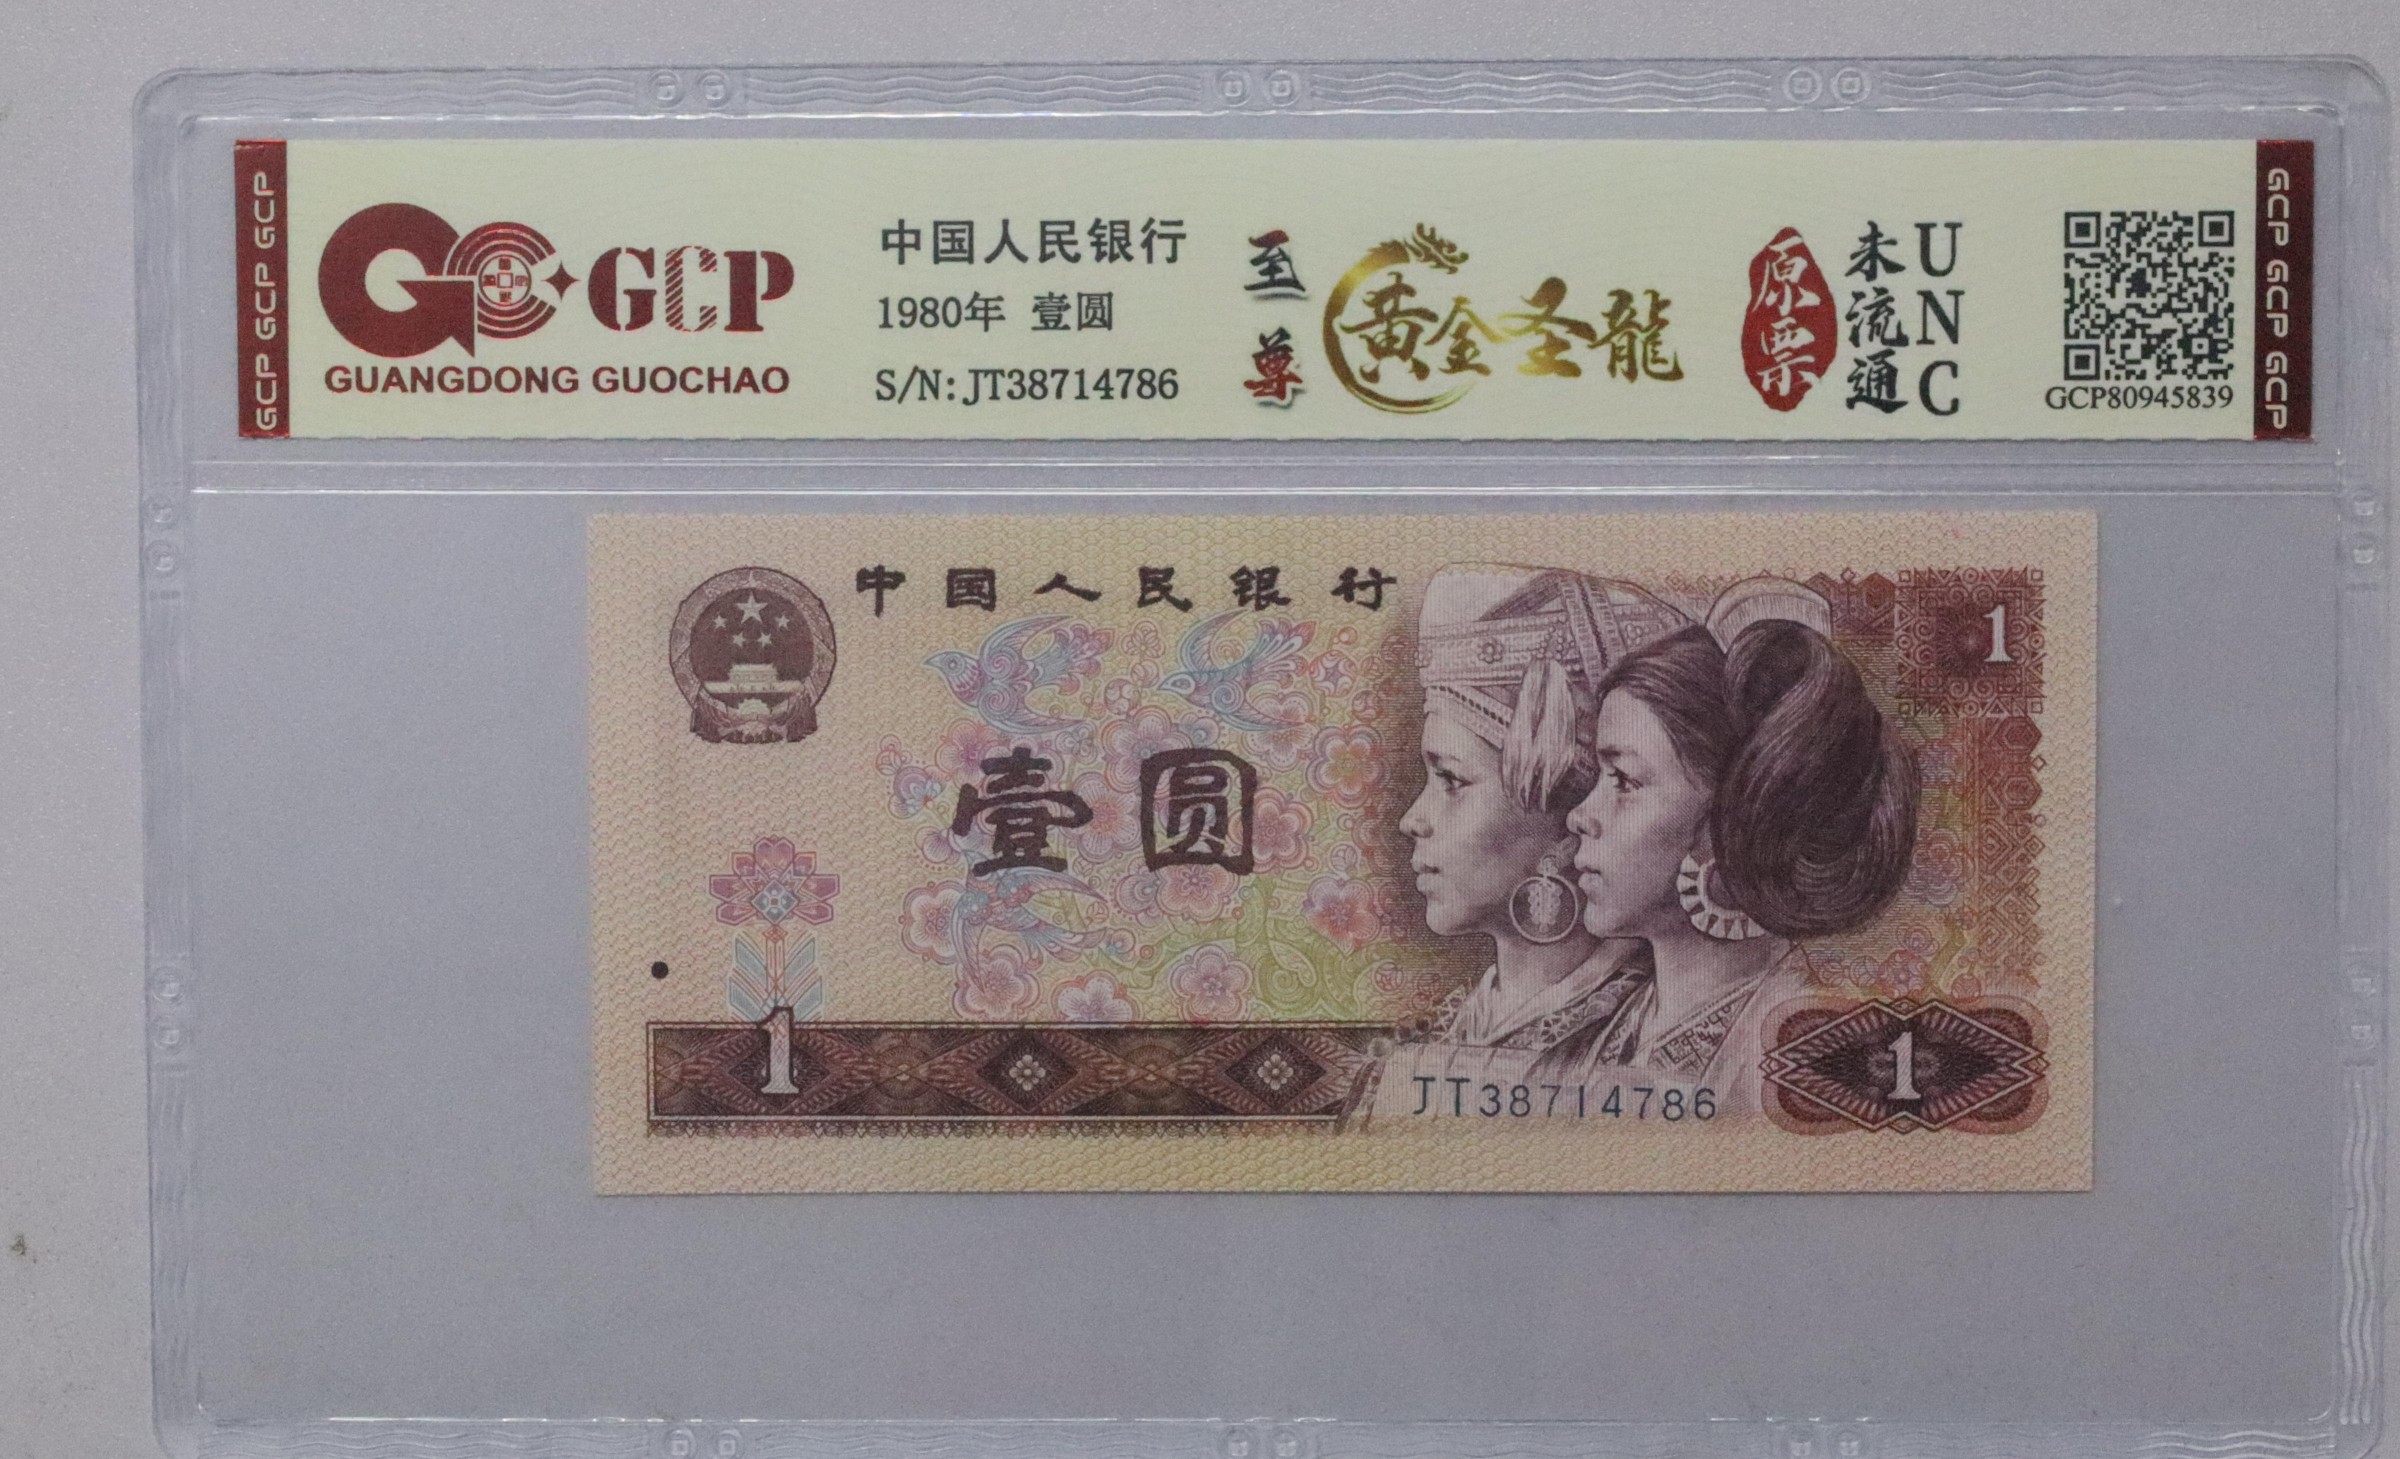 GCP GCP GCP
GCP
GUANGDONG GUOCHAO
中国人民银行
1980年 壹圆
S/N: JT38714786
至尊
黄金圣龍
原票
未流通
UNC
GCP80945839
GCP GCP GCP
中国人民银行
1
壹圆
1
1
JT38714786